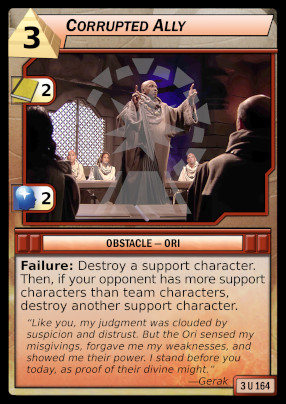 3
CORRUPTED ALLY
2
2
OBSTACLE – ORI
Failure: Destroy a support character.
Then, if your opponent has more support
characters than team characters,
destroy another support character.
"Like you, my judgment was clouded by
suspicion and distrust. But the Ori sensed my
misgivings, forgave me my weaknesses, and
showed me their power. I stand before you
today, as proof of their divine might."
—Gerak
3 U 164